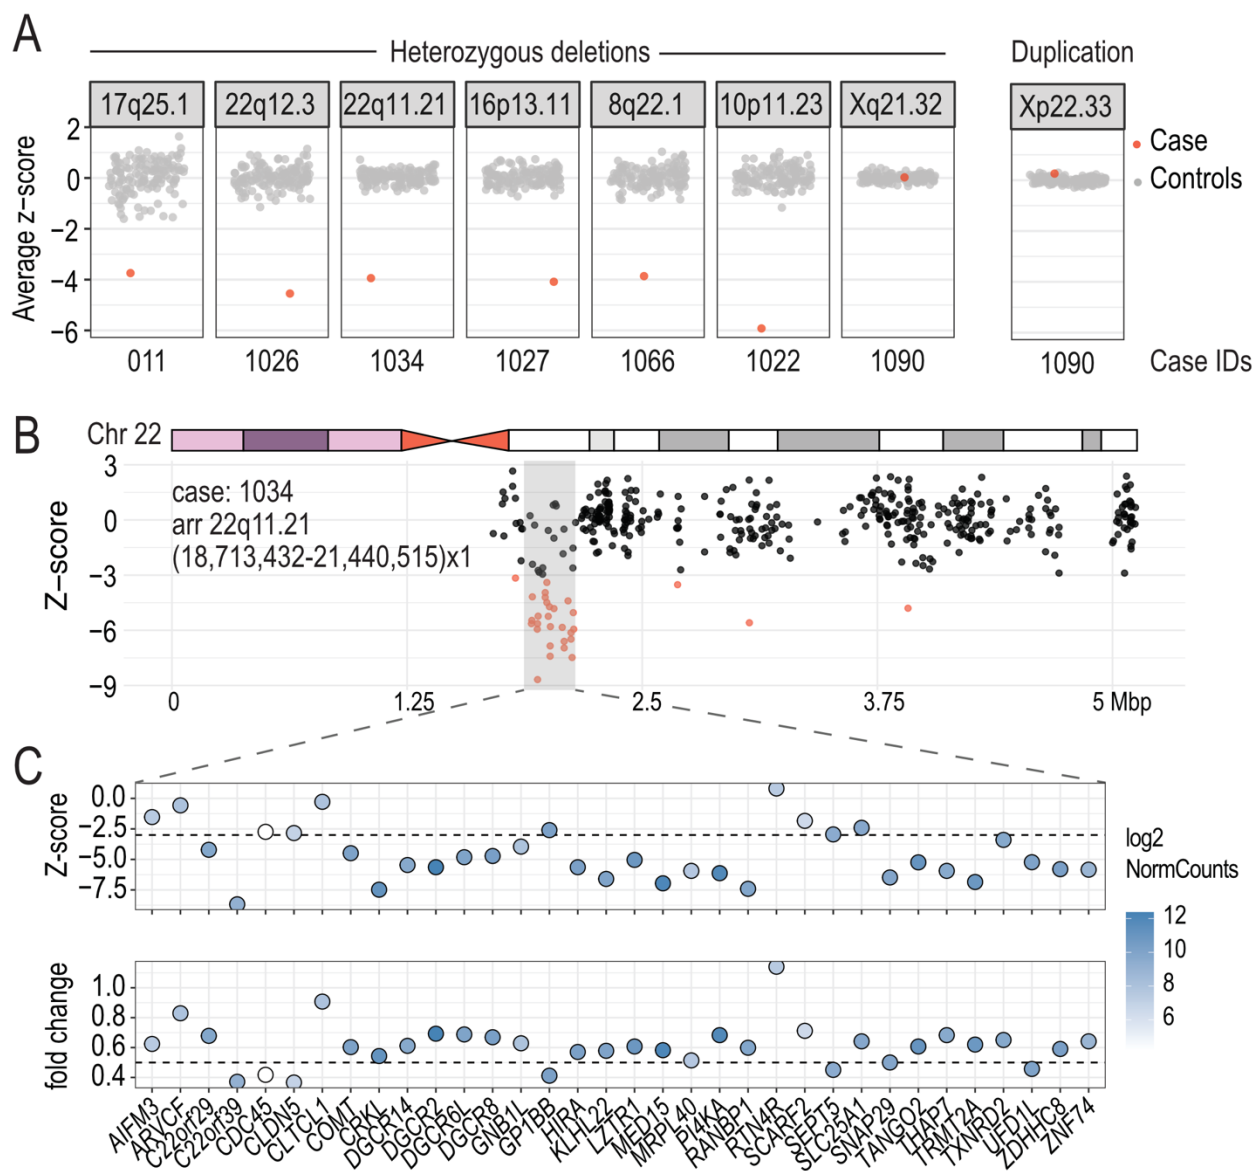 A
Heterozygous deletions
Duplication
17q25.1 22q12.3 22q11.21 16p13.11 8q22.1 10p11.23 Xq21.32 Xp22.33
Average z-score
2
0
−2
−4
−6
Case
Controls
011 1026 1034 1027 1066 1022 1090 1090 Case IDs
B
Chr 22
Z−score
3
0
−3
−6
−9
case: 1034
arr 22q11.21
(18,713,432-21,440,515)x1
0 1.25 2.5 3.75 5 Mbp
C
Z-score
0.0
−2.5
−5.0
−7.5
fold change
1.0
0.8
0.6
0.4
log2
NormCounts
12
10
8
6
AIFM3
ARVCF
C22orf29
C22orf39
CDC45
CLDN5
CLTCL1
COMT
CRKL
DGCR14
DGCR2
DGCR6L
DGCR8
GNB1L
GP1BB
HIRA
KLHL22
LZTR1
MED15
MRPL40
PI4KA
RANBP1
RTN4R
SCARF2
SEPT5
SLC25A1
SNAP29
TANGO2
THAP7
TRMT2A
TXNRD2
UFD1L
ZDHHC8
ZNF74